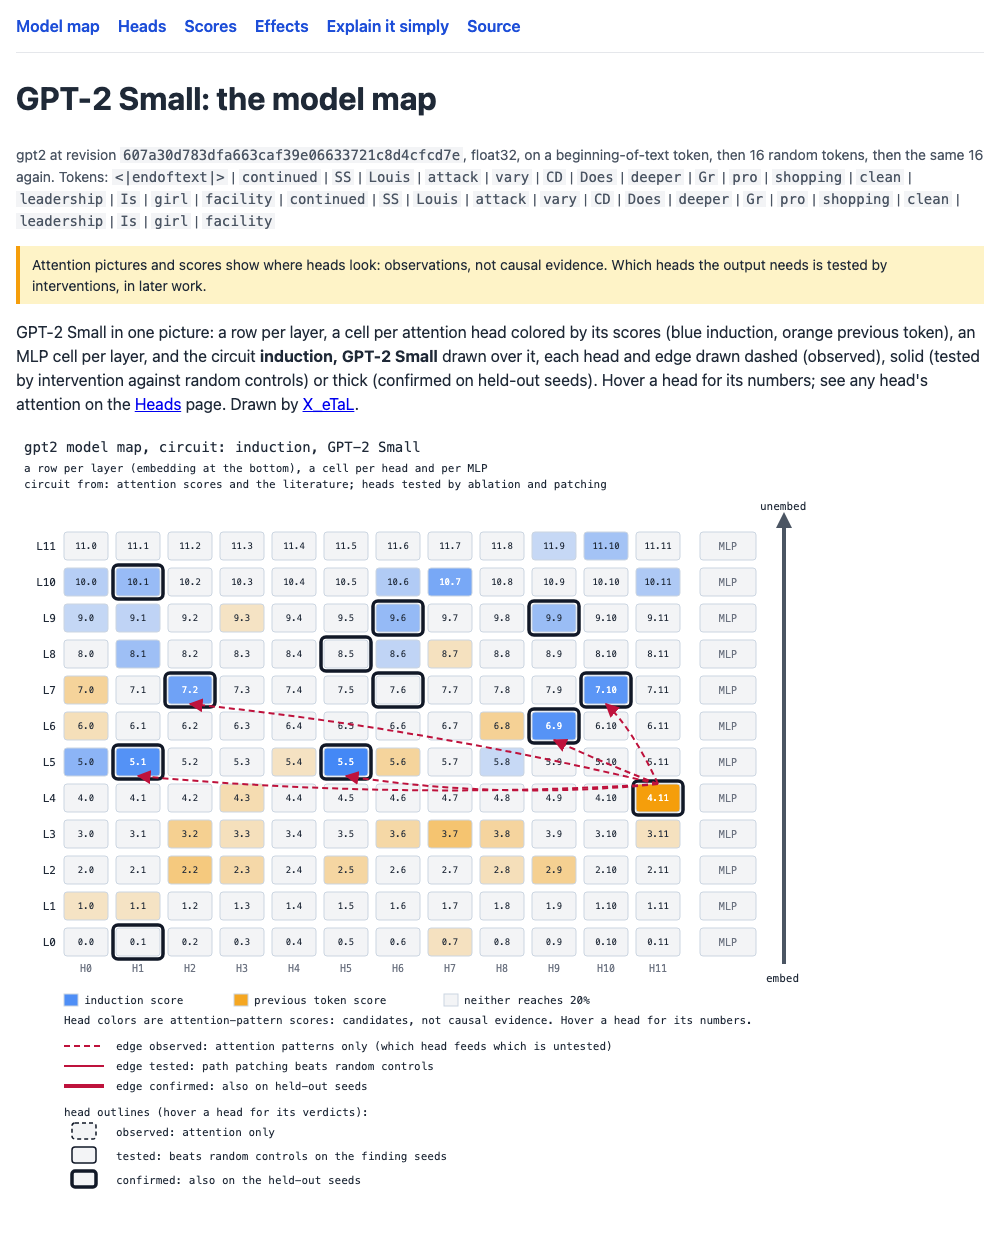 Model map Heads Scores Effects Explain it simply Source
GPT-2 Small: the model map
gpt2 at revision 607a30d783dfa663caf39e06633721c8d4cfcd7e, float32, on a beginning-of-text token, then 16 random tokens, then the same 16
again. Tokens: <|endoftext|> | continued | SS | Louis | attack | vary | CD | Does | deeper | Gr | pro | shopping | clean |
leadership | Is | girl | facility | continued | SS | Louis | attack | vary | CD | Does | deeper | Gr | pro | shopping | clean |
leadership | Is | girl | facility
Attention pictures and scores show where heads look: observations, not causal evidence. Which heads the output needs is tested by
interventions, in later work.
GPT-2 Small in one picture: a row per layer, a cell per attention head colored by its scores (blue induction, orange previous token), an
MLP cell per layer, and the circuit induction, GPT-2 Small drawn over it, each head and edge drawn dashed (observed), solid (tested
by intervention against random controls) or thick (confirmed on held-out seeds). Hover a head for its numbers; see any head's
attention on the Heads page. Drawn by X_eTaL.
gpt2 model map, circuit: induction, GPT-2 Small
a row per layer (embedding at the bottom), a cell per head and per MLP
circuit from: attention scores and the literature; heads tested by ablation and patching
unembed
L11 11.0 11.1 11.2 11.3 11.4 11.5 11.6 11.7 11.8 11.9 11.10 11.11 MLP
L10 10.0 10.1 10.2 10.3 10.4 10.5 10.6 10.7 10.8 10.9 10.10 10.11 MLP
L9 9.0 9.1 9.2 9.3 9.4 9.5 9.6 9.7 9.8 9.9 9.10 9.11 MLP
L8 8.0 8.1 8.2 8.3 8.4 8.5 8.6 8.7 8.8 8.9 8.10 8.11 MLP
L7 7.0 7.1 7.2 7.3 7.4 7.5 7.6 7.7 7.8 7.9 7.10 7.11 MLP
L6 6.0 6.1 6.2 6.3 6.4 6.5 6.6 6.7 6.8 6.9 6.10 6.11 MLP
L5 5.0 5.1 5.2 5.3 5.4 5.5 5.6 5.7 5.8 5.9 5.10 5.11 MLP
L4 4.0 4.1 4.2 4.3 4.4 4.5 4.6 4.7 4.8 4.9 4.10 4.11 MLP
L3 3.0 3.1 3.2 3.3 3.4 3.5 3.6 3.7 3.8 3.9 3.10 3.11 MLP
L2 2.0 2.1 2.2 2.3 2.4 2.5 2.6 2.7 2.8 2.9 2.10 2.11 MLP
L1 1.0 1.1 1.2 1.3 1.4 1.5 1.6 1.7 1.8 1.9 1.10 1.11 MLP
L0 0.0 0.1 0.2 0.3 0.4 0.5 0.6 0.7 0.8 0.9 0.10 0.11 MLP
H0 H1 H2 H3 H4 H5 H6 H7 H8 H9 H10 H11
embed
induction score previous token score neither reaches 20%
Head colors are attention-pattern scores: candidates, not causal evidence. Hover a head for its numbers.
edge observed: attention patterns only (which head feeds which is untested)
edge tested: path patching beats random controls
edge confirmed: also on held-out seeds
head outlines (hover a head for its verdicts):
observed: attention only
tested: beats random controls on the finding seeds
confirmed: also on the held-out seeds